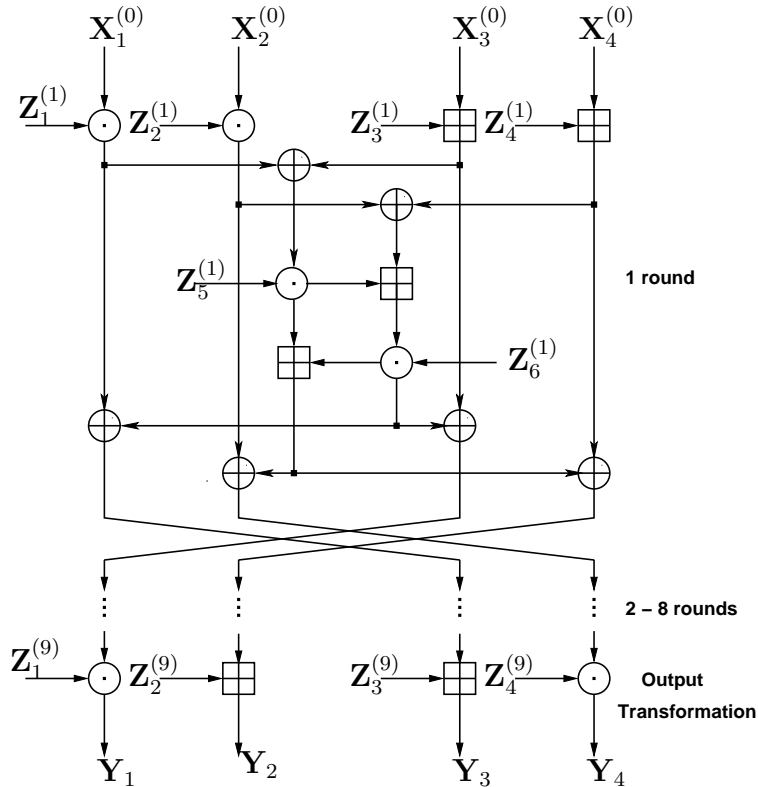 X₁⁽⁰⁾ X₂⁽⁰⁾ X₃⁽⁰⁾ X₄⁽⁰⁾
Z₁⁽¹⁾ Z₂⁽¹⁾ Z₃⁽¹⁾ Z₄⁽¹⁾
Z₅⁽¹⁾ 1 round
Z₆⁽¹⁾
2 – 8 rounds
Z₁⁽⁹⁾ Z₂⁽⁹⁾ Z₃⁽⁹⁾ Z₄⁽⁹⁾ Output
Transformation
Y₁ Y₂ Y₃ Y₄